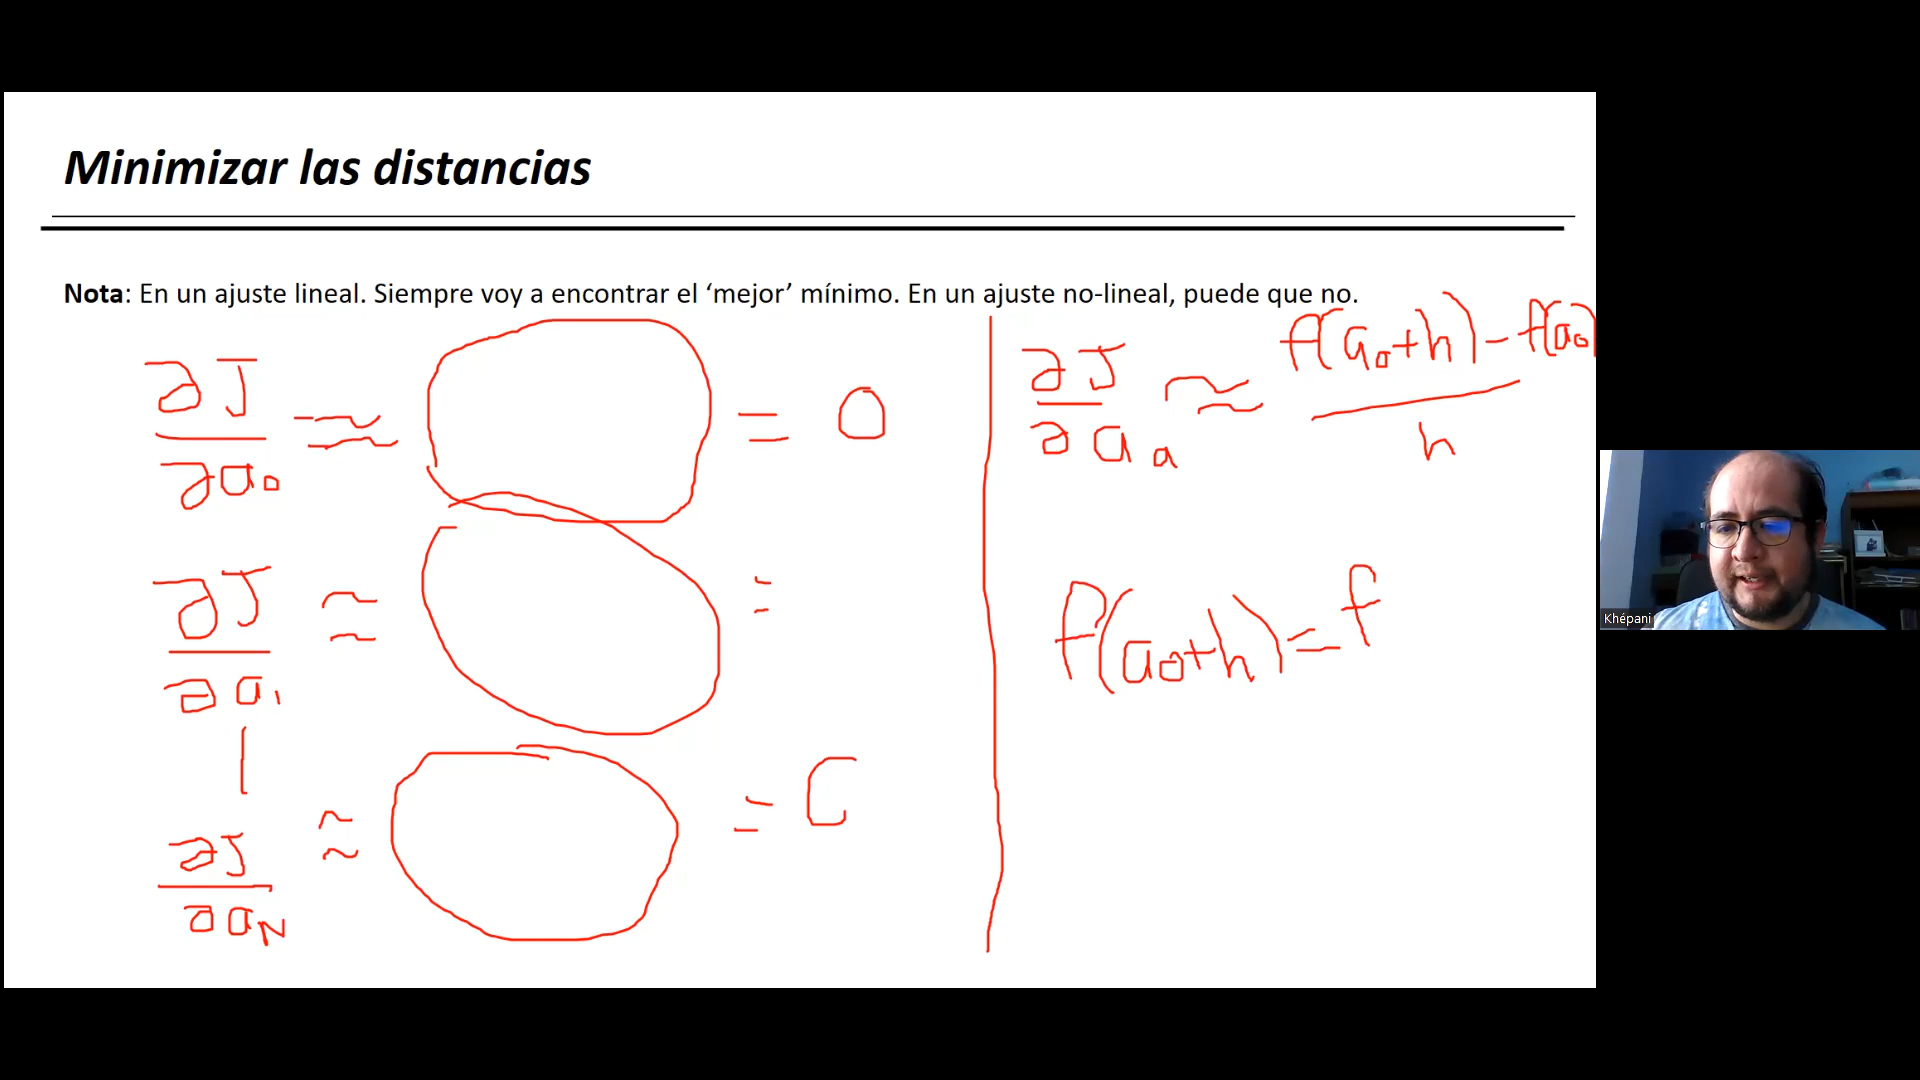 Minimizar las distancias
Nota: En un ajuste lineal. Siempre voy a encontrar el ‘mejor’ mínimo. En un ajuste no-lineal, puede que no.
∂J/∂a₀ ≈ = 0
∂J/∂a₁ ≈ =
∂J/∂a_N ≈ = C
∂J/∂a_a ≈ f(a₀+h) - f(a₀)/h
f(a₀+h) = f
Khépani